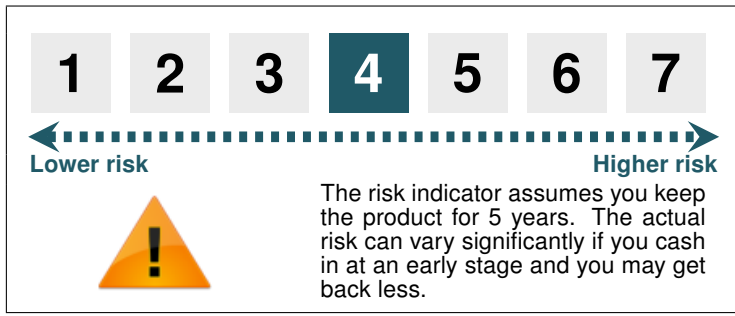 1 2 3 4 5 6 7
Lower risk Higher risk
The risk indicator assumes you keep
the product for 5 years. The actual
risk can vary significantly if you cash
in at an early stage and you may get
back less.